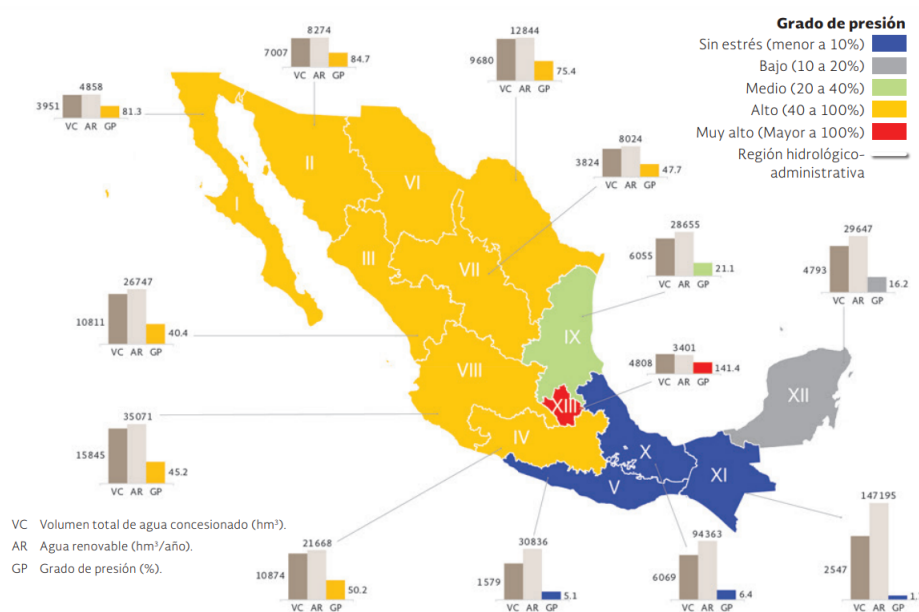 Grado de presión
Sin estrés (menor a 10%)
Bajo (10 a 20%)
Medio (20 a 40%)
Alto (40 a 100%)
Muy alto (Mayor a 100%)
Región hidrológico-
administrativa
8274
7007
84.7
VC AR GP
12844
9680
75.4
VC AR GP
4858
3951
81.3
VC AR GP
8024
3824
47.7
VC AR GP
28655
6055
21.1
VC AR GP
29647
4793
16.2
VC AR GP
26747
10811
40.4
VC AR GP
3401
4808
141.4
VC AR GP
35071
15845
45.2
VC AR GP
I
II
VI
III
VII
IX
VIII
XIII
XII
IV
X
XI
V
147195
2547
1.
VC AR GP
94363
6069
6.4
VC AR GP
30836
1579
5.1
VC AR GP
21668
10874
50.2
VC AR GP
VC Volumen total de agua concesionado (hm³).
AR Agua renovable (hm³/año).
GP Grado de presión (%).